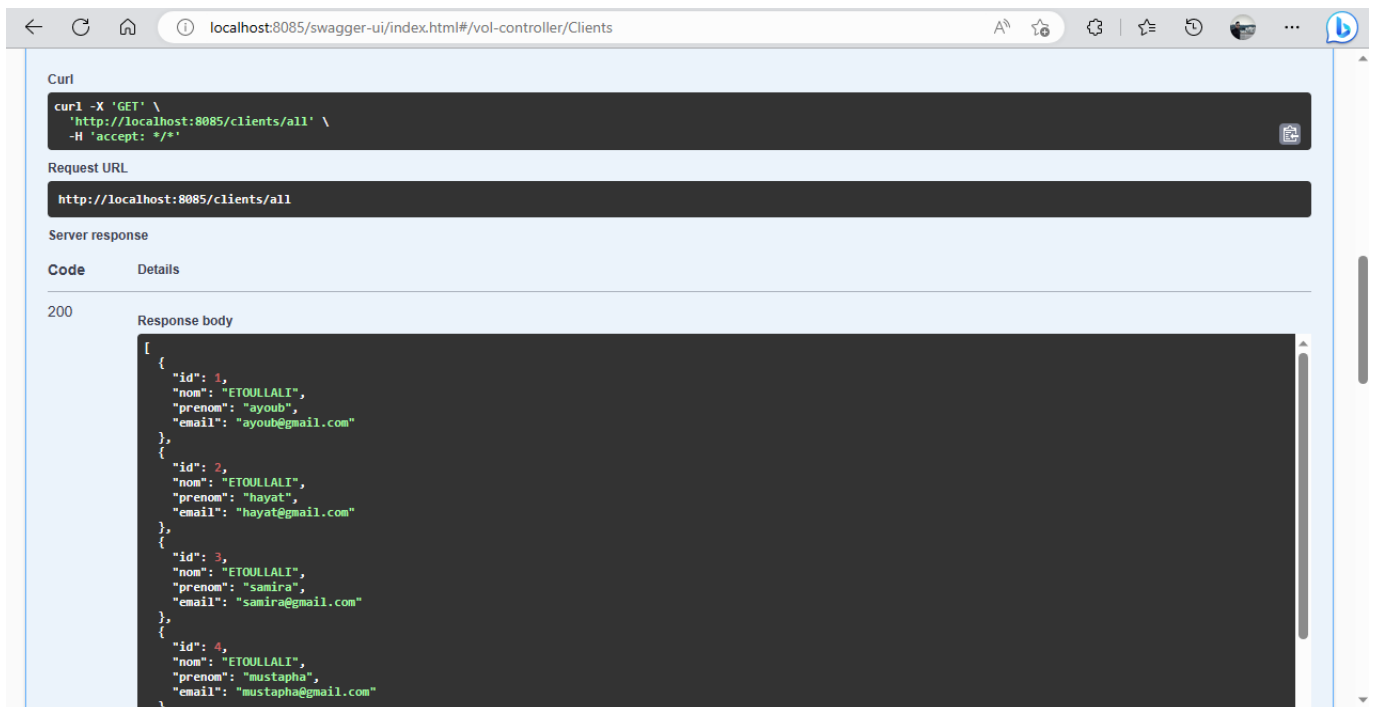 localhost:8085/swagger-ui/index.html#/vol-controller/Clients
Curl
curl -X 'GET' \
  'http://localhost:8085/clients/all' \
  -H 'accept: */*'
Request URL
http://localhost:8085/clients/all
Server response
Code Details
200
Response body
[
  {
    "id": 1,
    "nom": "ETOULLALI",
    "prenom": "ayoub",
    "email": "ayoub@gmail.com"
  },
  {
    "id": 2,
    "nom": "ETOULLALI",
    "prenom": "hayat",
    "email": "hayat@gmail.com"
  },
  {
    "id": 3,
    "nom": "ETOULLALI",
    "prenom": "samira",
    "email": "samira@gmail.com"
  },
  {
    "id": 4,
    "nom": "ETOULLALI",
    "prenom": "mustapha",
    "email": "mustapha@gmail.com"
  }